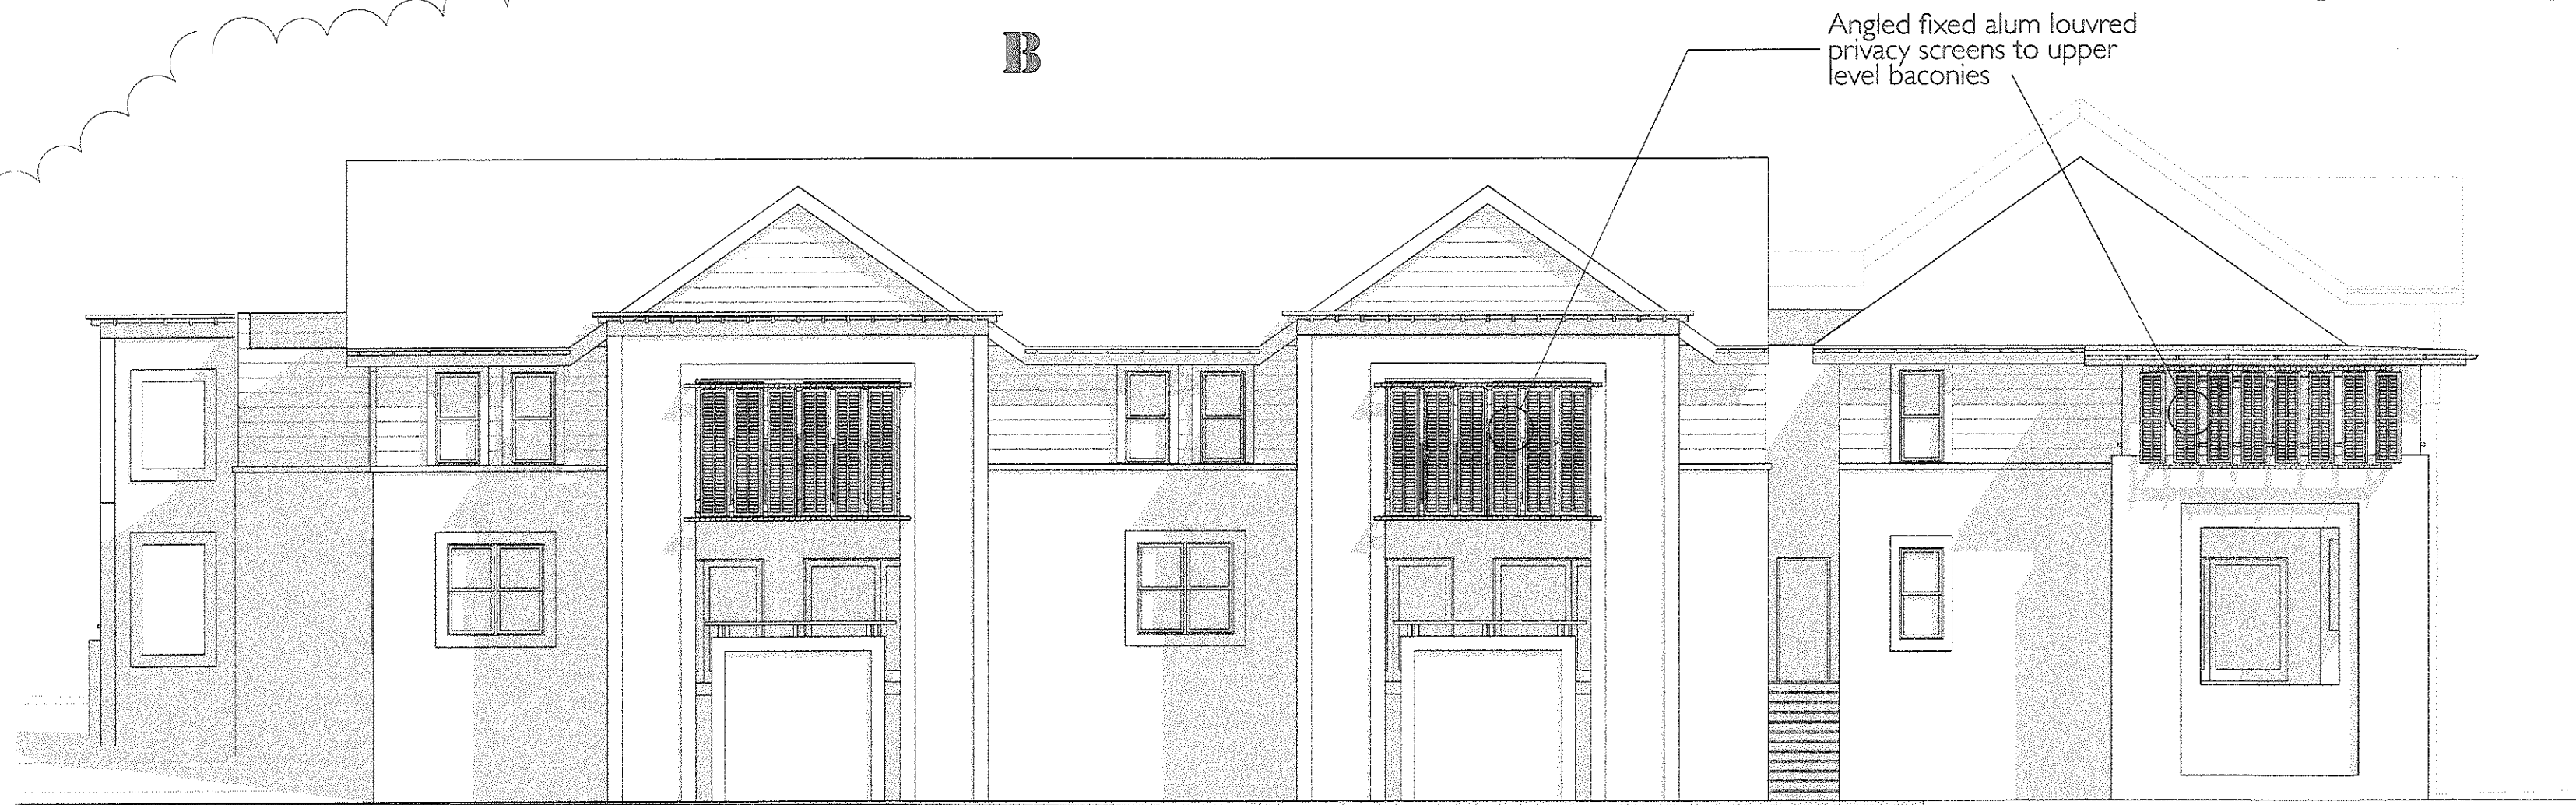 B
Angled fixed alum louvred
privacy screens to upper
level baconies